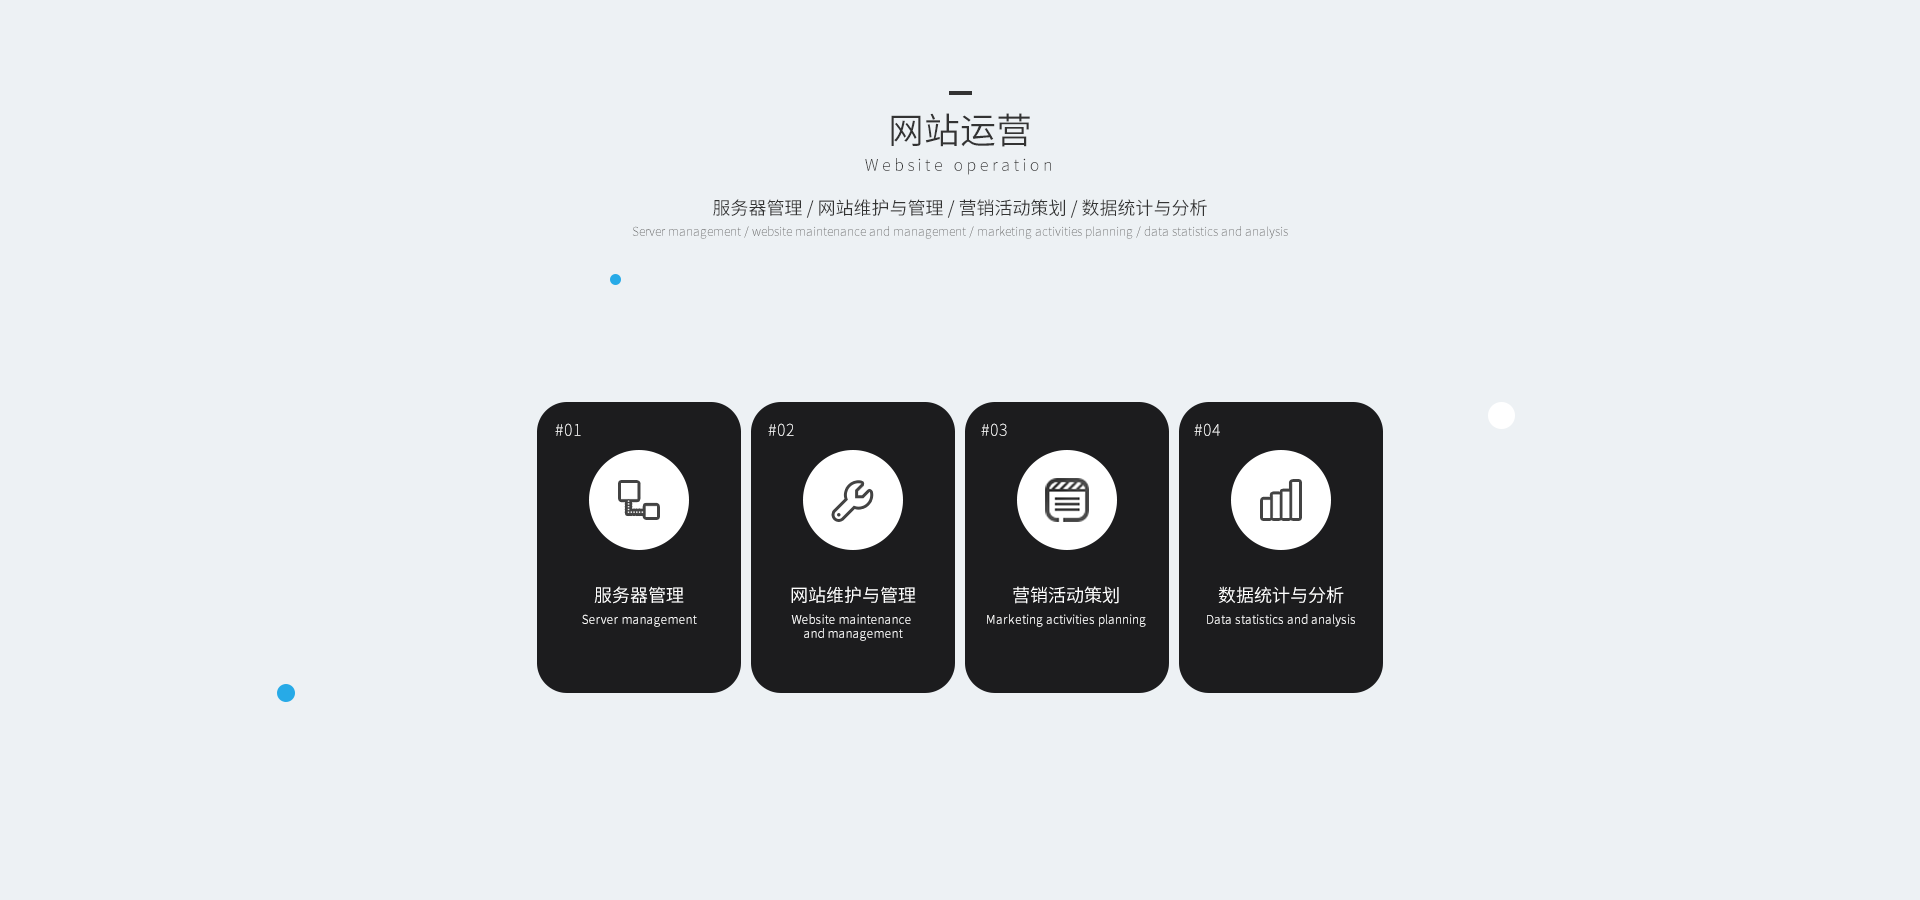 网站运营
Website operation
服务器管理 / 网站维护与管理 / 营销活动策划 / 数据统计与分析
Server management / website maintenance and management / marketing activities planning / data statistics and analysis
#01
服务器管理
Server management
#02
网站维护与管理
Website maintenance
and management
#03
营销活动策划
Marketing activities planning
#04
数据统计与分析
Data statistics and analysis